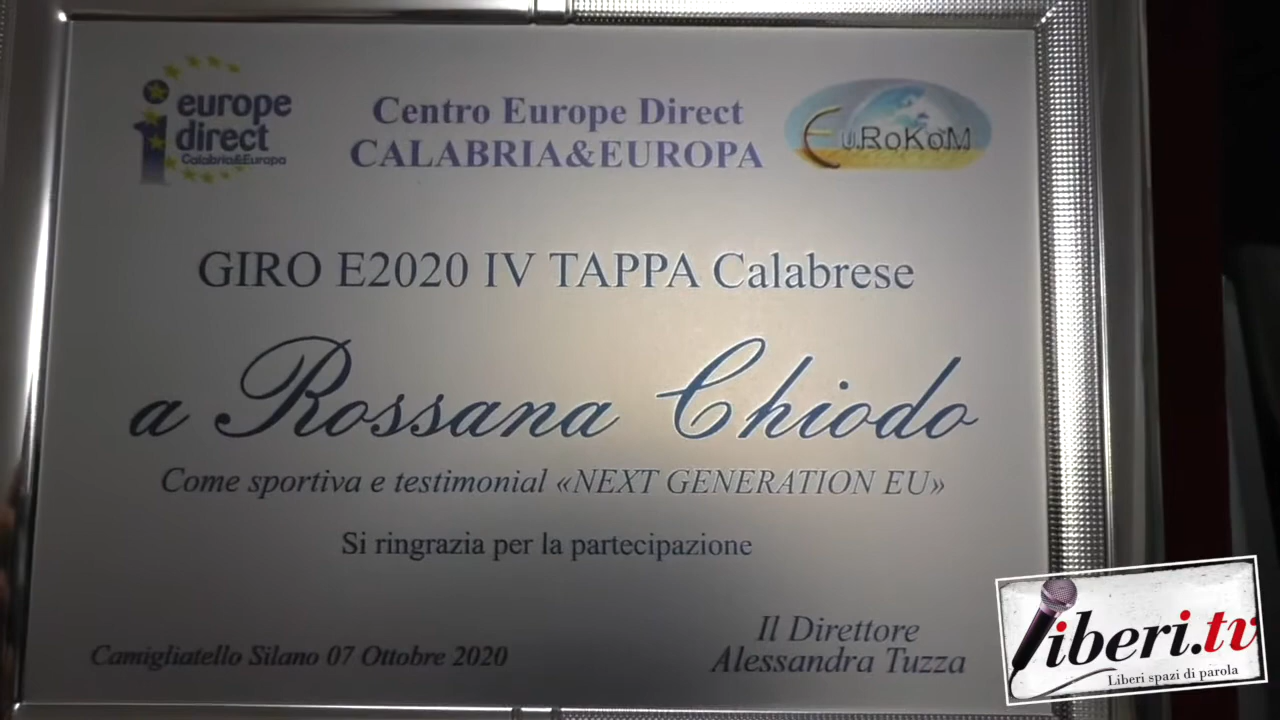 europe
direct
Calabria&Europa
Centro Europe Direct
CALABRIA&EUROPA
Eu.RoKoM
GIRO E2020 IV TAPPA Calabrese
a Rossana Chiodo
Come sportiva e testimonial «NEXT GENERATION EU»
Si ringrazia per la partecipazione
Il Direttore
Camigliatello Silano 07 Ottobre 2020
Alessandra Tuzza
liberi.tv
Liberi spazi di parola